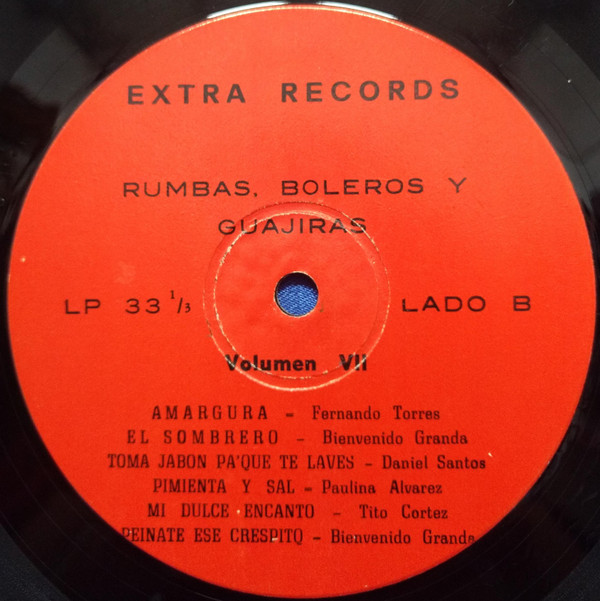 EXTRA RECORDS
RUMBAS, BOLEROS Y
GUAJIRAS
LP 33 1/3 LADO B
Volumen VII
AMARGURA - Fernando Torres
EL SOMBRERO - Bienvenido Granda
TOMA JABON PA'QUE TE LAVES - Daniel Santos
PIMIENTA Y SAL - Paulina Alvarez
MI DULCE ENCANTO - Tito Cortez
PEINATE ESE CRESPITO - Bienvenido Granda